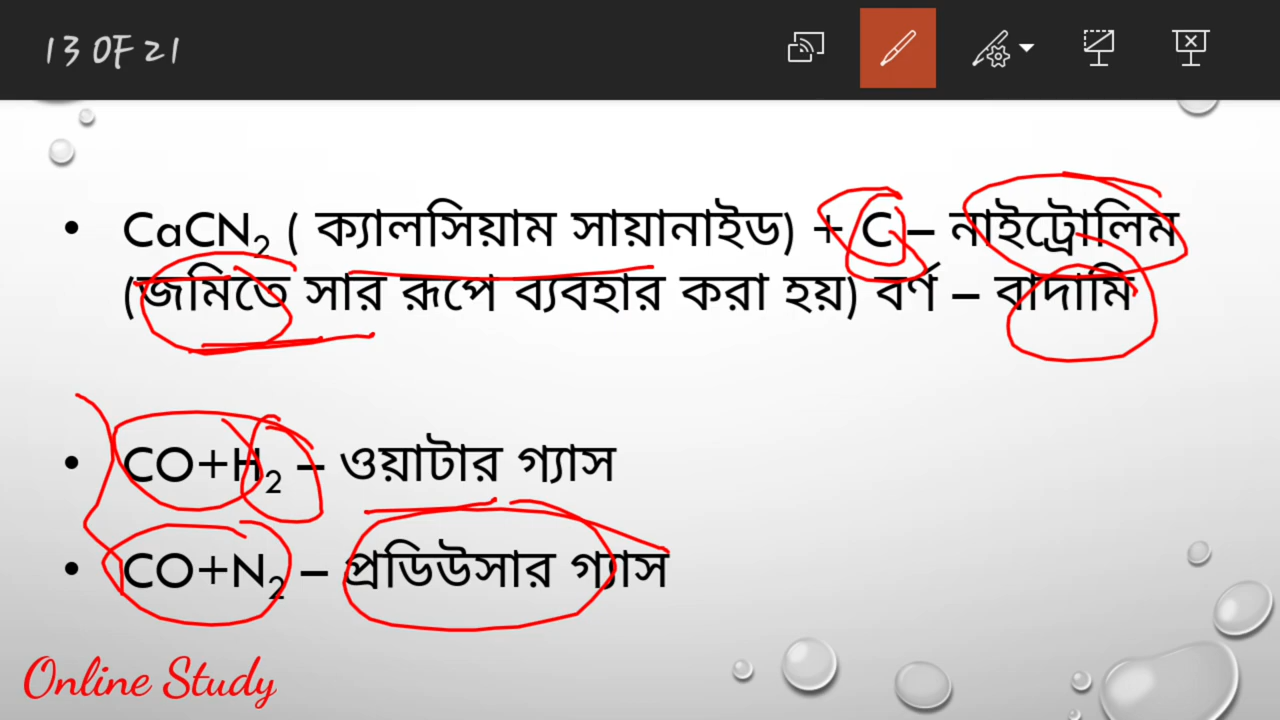 13 OF 21
• CaCN₂ ( ক্যালসিয়াম সায়ানাইড) + C – নাইট্রোলিম
(জমিতে সার রূপে ব্যবহার করা হয়) বর্ণ – বাদামি
• CO+H₂ – ওয়াটার গ্যাস
• CO+N₂ – প্রডিউসার গ্যাস
Online Study